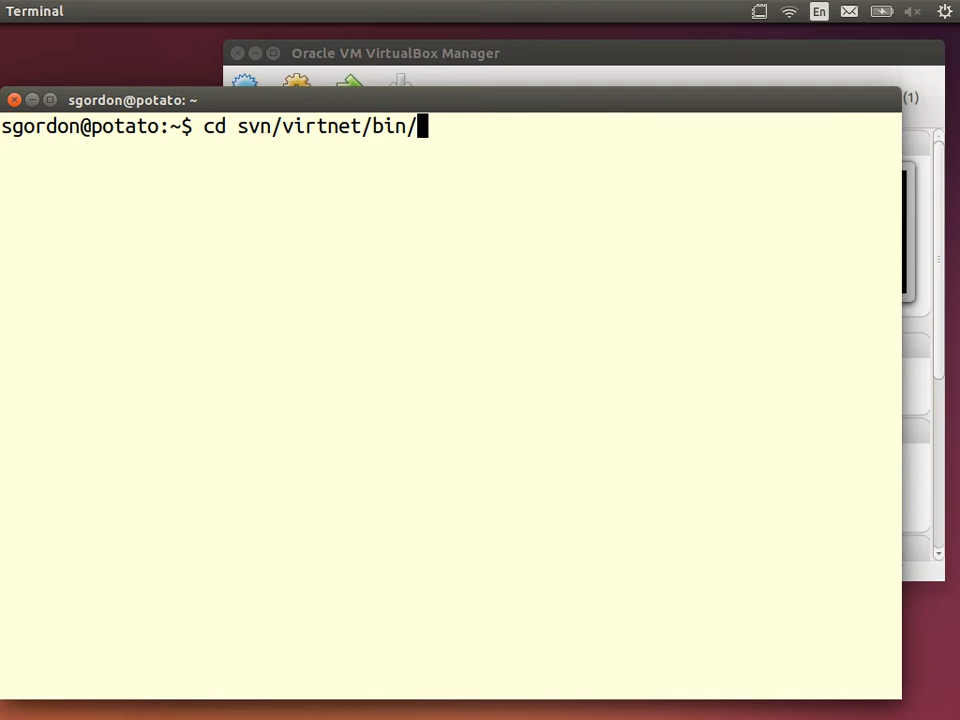 Terminal
En
Oracle VM VirtualBox Manager
(1)
sgordon@potato: ~
sgordon@potato:~$ cd svn/virtnet/bin/